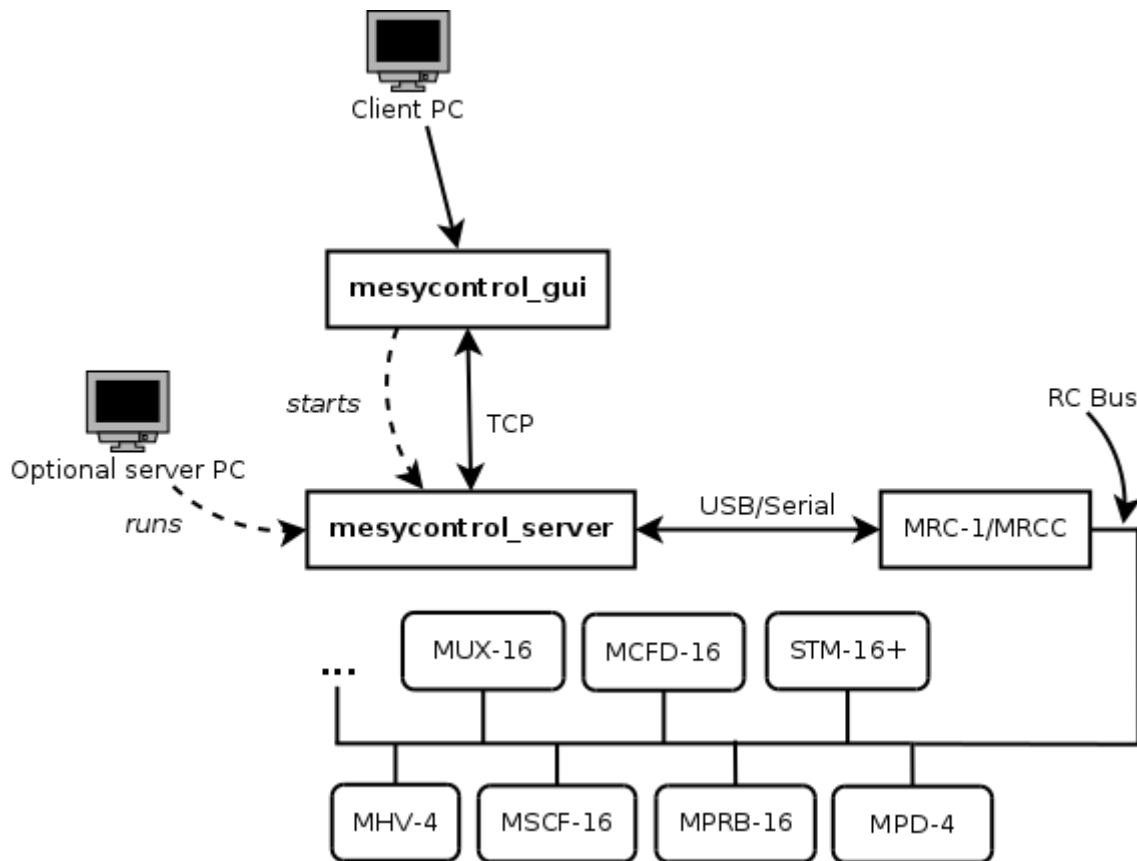 Client PC
mesycontrol_gui
starts
TCP
RC Bus
Optional server PC
runs
mesycontrol_server
USB/Serial
MRC-1/MRCC
...
MUX-16
MCFD-16
STM-16+
MHV-4
MSCF-16
MPRB-16
MPD-4